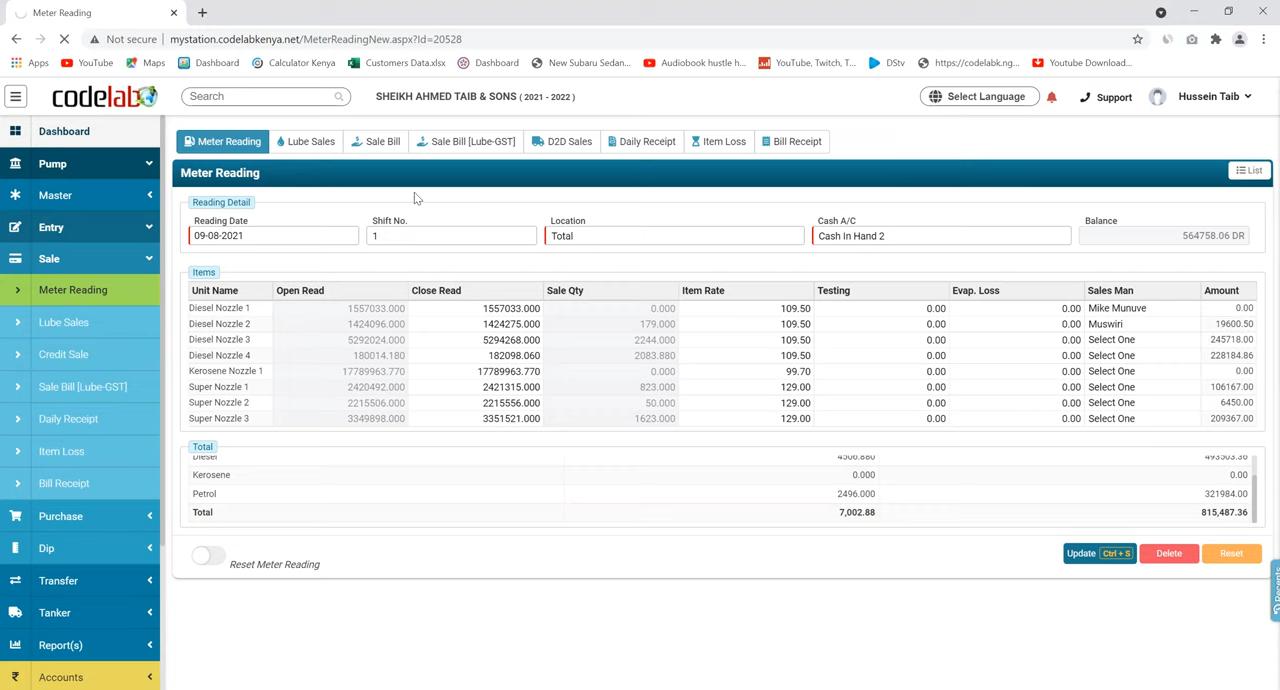 Meter Reading
Not secure | mystation.codelabkenya.net/MeterReadingNew.aspx?Id=20528
Apps YouTube Maps Dashboard Calculator Kenya Customers Data.xlsx Dashboard New Subaru Sedan... Audiobook hustle h... YouTube, Twitch, T... DStv https://codelabk.ng... Youtube Download...
codelab Search SHEIKH AHMED TAIB & SONS ( 2021 - 2022 ) Select Language Support Hussein Taib
Dashboard
Pump
Master
Entry
Sale
Meter Reading
Lube Sales
Credit Sale
Sale Bill [Lube-GST]
Daily Receipt
Item Loss
Bill Receipt
Purchase
Dip
Transfer
Tanker
Report(s)
Accounts
Meter Reading Lube Sales Sale Bill Sale Bill [Lube-GST] D2D Sales Daily Receipt Item Loss Bill Receipt
Meter Reading List
Reading Detail
Reading Date Shift No. Location Cash A/C Balance
09-08-2021 1 Total Cash In Hand 2 564758.06 DR
Items
Unit Name Open Read Close Read Sale Qty Item Rate Testing Evap. Loss Sales Man Amount
Diesel Nozzle 1 1557033.000 1557033.000 0.000 109.50 0.00 0.00 Mike Munuve 0.00
Diesel Nozzle 2 1424096.000 1424275.000 179.000 109.50 0.00 0.00 Muswiri 19600.50
Diesel Nozzle 3 5292024.000 5294268.000 2244.000 109.50 0.00 0.00 Select One 245718.00
Diesel Nozzle 4 180014.180 182098.060 2083.880 109.50 0.00 0.00 Select One 228184.86
Kerosene Nozzle 1 17789963.770 17789963.770 0.000 99.70 0.00 0.00 Select One 0.00
Super Nozzle 1 2420492.000 2421315.000 823.000 129.00 0.00 0.00 Select One 106167.00
Super Nozzle 2 2215506.000 2215556.000 50.000 129.00 0.00 0.00 Select One 6450.00
Super Nozzle 3 3349898.000 3351521.000 1623.000 129.00 0.00 0.00 Select One 209367.00
Total
Diesel 4506.880 493503.36
Kerosene 0.000 0.00
Petrol 2496.000 321984.00
Total 7,002.88 815,487.36
Reset Meter Reading Update Ctrl + S Delete Reset
Recents